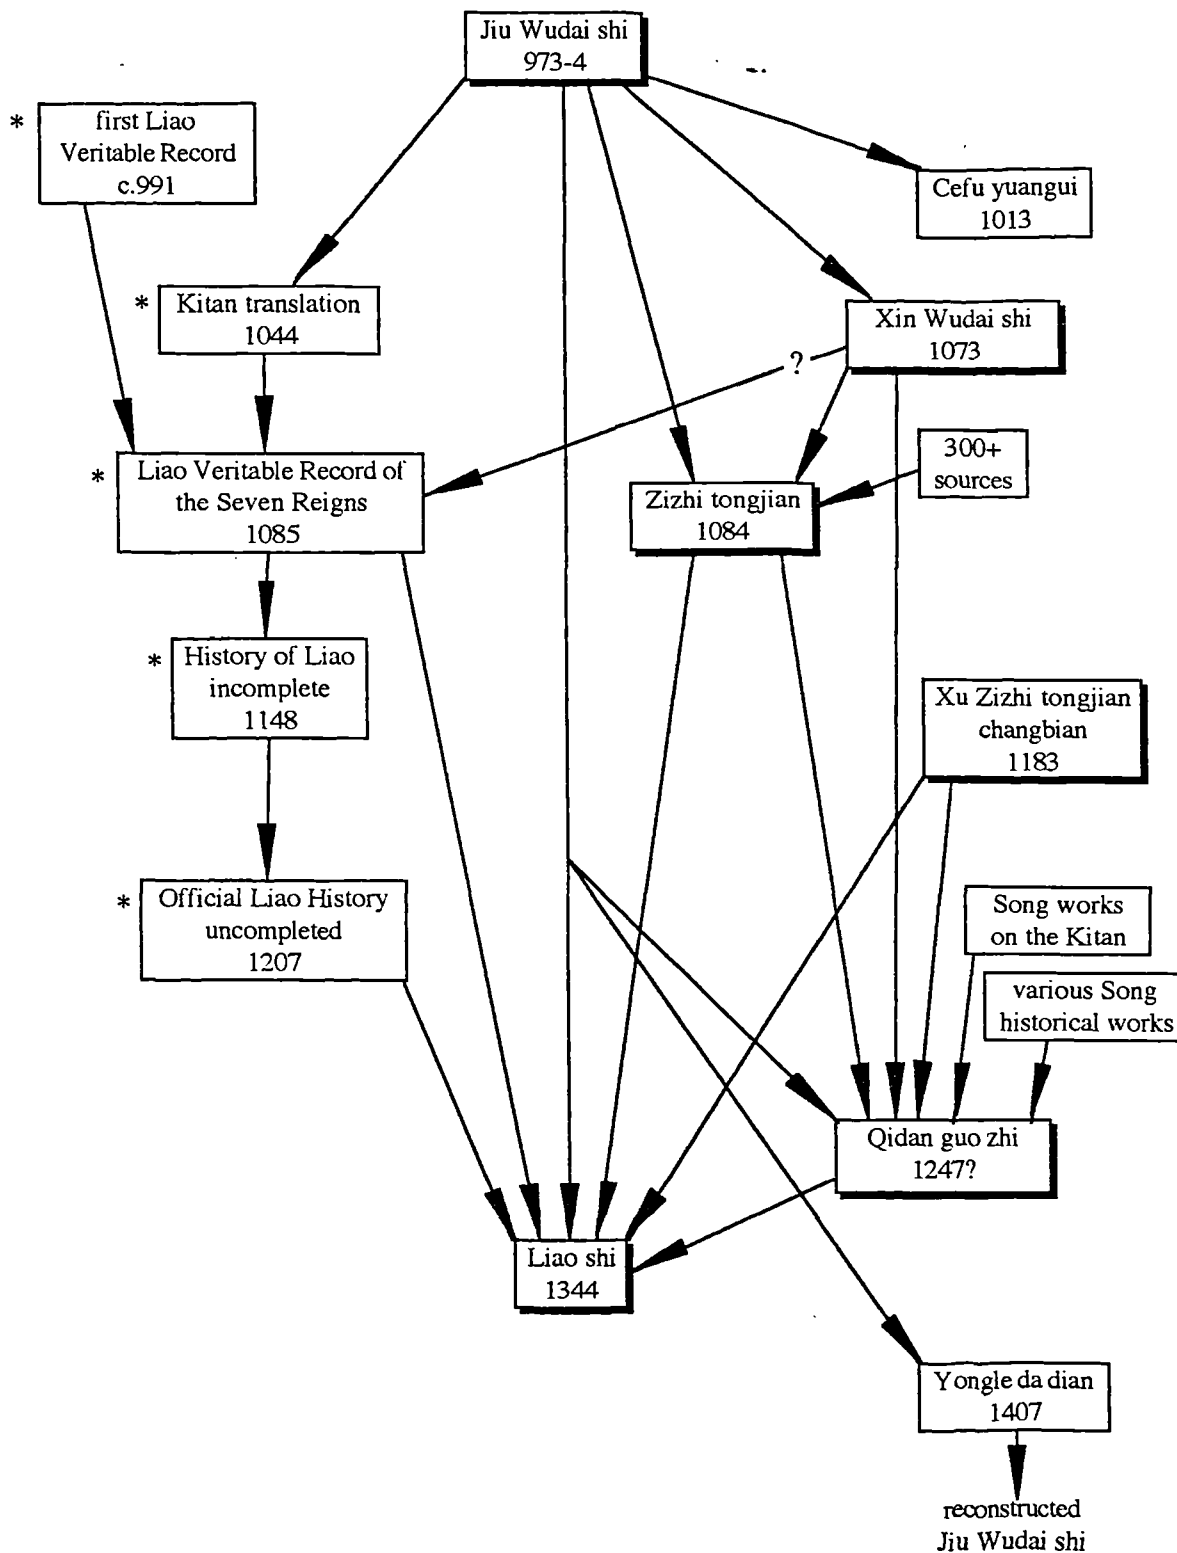 Jiu Wudai shi
973-4
*
first Liao
Veritable Record
c.991
Cefu yuangui
1013
*
Kitan translation
1044
Xin Wudai shi
1073
?
*
Liao Veritable Record of
the Seven Reigns
1085
300+
sources
Zizhi tongjian
1084
*
History of Liao
incomplete
1148
Xu Zizhi tongjian
changbian
1183
*
Official Liao History
uncompleted
1207
Song works
on the Kitan
various Song
historical works
Qidan guo zhi
1247?
Liao shi
1344
Yongle da dian
1407
reconstructed
Jiu Wudai shi